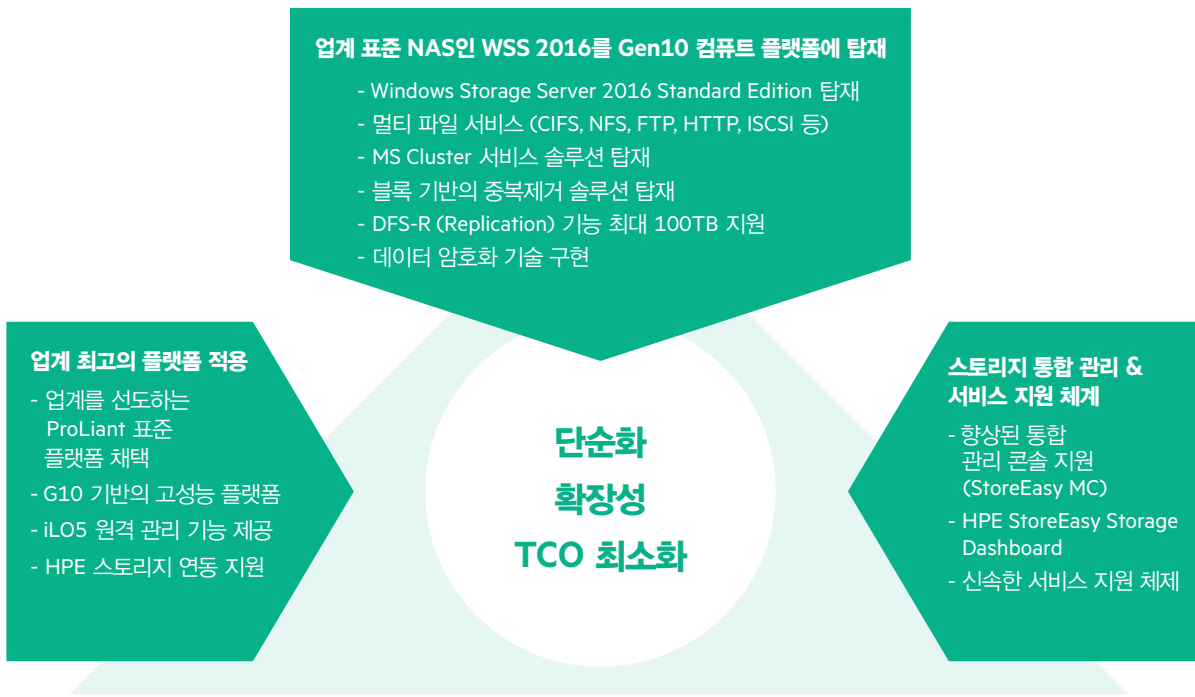 업계 표준 NAS인 WSS 2016를 Gen10 컴퓨트 플랫폼에 탑재
- Windows Storage Server 2016 Standard Edition 탑재
- 멀티 파일 서비스 (CIFS, NFS, FTP, HTTP, ISCSI 등)
- MS Cluster 서비스 솔루션 탑재
- 블록 기반의 중복제거 솔루션 탑재
- DFS-R (Replication) 기능 최대 100TB 지원
- 데이터 암호화 기술 구현
업계 최고의 플랫폼 적용
- 업계를 선도하는
ProLiant 표준
플랫폼 채택
- G10 기반의 고성능 플랫폼
- iLO5 원격 관리 기능 제공
- HPE 스토리지 연동 지원
단순화
확장성
TCO 최소화
스토리지 통합 관리 &
서비스 지원 체계
- 향상된 통합
관리 콘솔 지원
(StoreEasy MC)
- HPE StoreEasy Storage
Dashboard
- 신속한 서비스 지원 체제